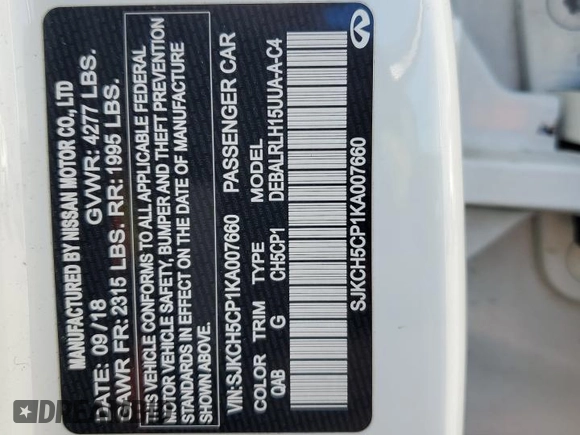 MANUFACTURED BY NISSAN MOTOR CO., LTD
DATE: 09/18 GVWR: 4277 LBS.
GAWR FR: 2315 LBS. RR: 1995 LBS.
THIS VEHICLE CONFORMS TO ALL APPLICABLE FEDERAL
MOTOR VEHICLE SAFETY, BUMPER AND THEFT PREVENTION
STANDARDS IN EFFECT ON THE DATE OF MANUFACTURE
SHOWN ABOVE.
VIN: SJKCH5CP1KA007660 PASSENGER CAR
COLOR TRIM TYPE MODEL
QAB G CH5CP1 DEBALRLH15UUA-A-C4
SJKCH5CP1KA007660